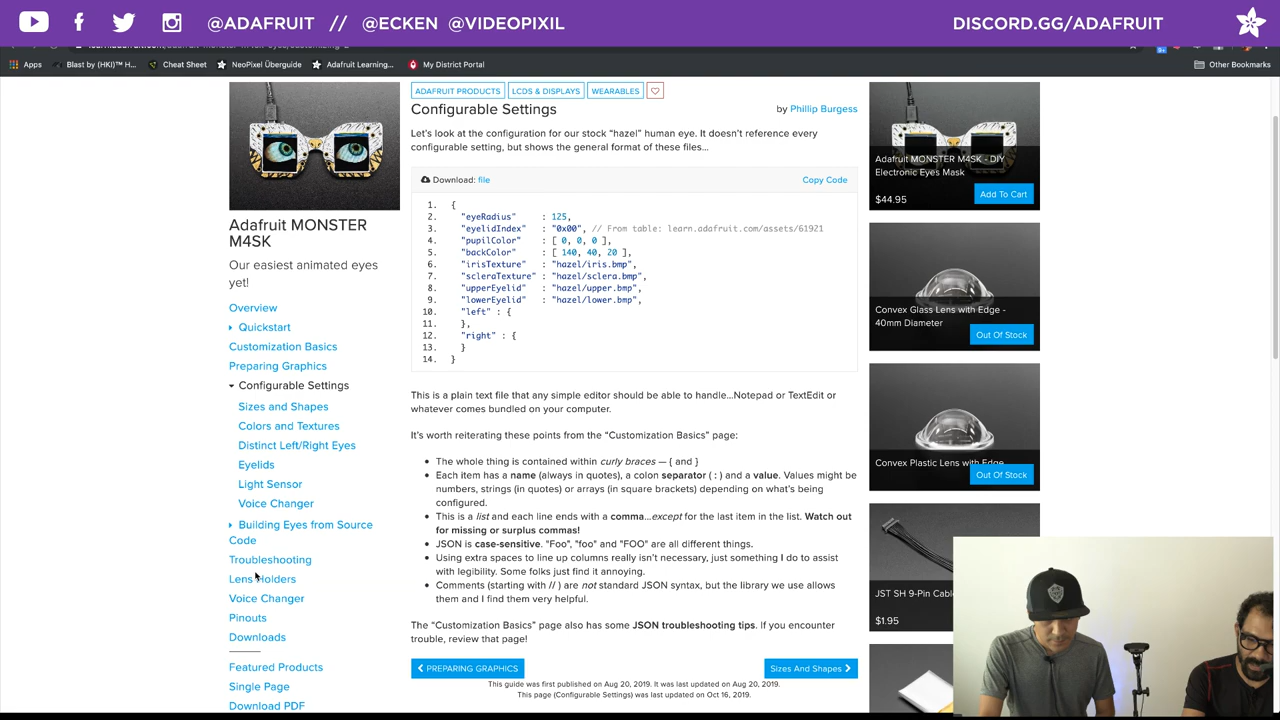 @ADAFRUIT // @ECKEN @VIDEOPIXIL
DISCORD.GG/ADAFRUIT
Apps
Blast by (HKI)™ H...
Cheat Sheet
NeoPixel Überguide
Adafruit Learning...
My District Portal
Other Bookmarks
Adafruit MONSTER
M4SK
Our easiest animated eyes
yet!
Overview
Quickstart
Customization Basics
Preparing Graphics
Configurable Settings
Sizes and Shapes
Colors and Textures
Distinct Left/Right Eyes
Eyelids
Light Sensor
Voice Changer
Building Eyes from Source
Code
Troubleshooting
Lens Holders
Voice Changer
Pinouts
Downloads
Featured Products
Single Page
Download PDF
ADAFRUIT PRODUCTS
LCDS & DISPLAYS
WEARABLES
Configurable Settings
by Phillip Burgess
Let's look at the configuration for our stock “hazel” human eye. It doesn't reference every
configurable setting, but shows the general format of these files…
Download: file
Copy Code
1. {
2. "eyeRadius" : 125,
3. "eyelidIndex" : "0x00", // From table: learn.adafruit.com/assets/61921
4. "pupilColor" : [ 0, 0, 0 ],
5. "backColor" : [ 140, 40, 20 ],
6. "irisTexture" : "hazel/iris.bmp",
7. "scleraTexture" : "hazel/sclera.bmp",
8. "upperEyelid" : "hazel/upper.bmp",
9. "lowerEyelid" : "hazel/lower.bmp",
10. "left" : {
11. },
12. "right" : {
13. }
14. }
This is a plain text file that any simple editor should be able to handle…Notepad or TextEdit or
whatever comes bundled on your computer.
It's worth reiterating these points from the “Customization Basics” page:
• The whole thing is contained within curly braces — { and }
• Each item has a name (always in quotes), a colon separator ( : ) and a value. Values might be
numbers, strings (in quotes) or arrays (in square brackets) depending on what's being
configured.
• This is a list and each line ends with a comma…except for the last item in the list. Watch out
for missing or surplus commas!
• JSON is case-sensitive. "Foo", "foo" and "FOO" are all different things.
• Using extra spaces to line up columns really isn't necessary, just something I do to assist
with legibility. Some folks just find it annoying.
• Comments (starting with // ) are not standard JSON syntax, but the library we use allows
them and I find them very helpful.
The “Customization Basics” page also has some JSON troubleshooting tips. If you encounter
trouble, review that page!
PREPARING GRAPHICS
Sizes And Shapes
This guide was first published on Aug 20, 2019. It was last updated on Aug 20, 2019.
This page (Configurable Settings) was last updated on Oct 16, 2019.
Adafruit MONSTER M4SK - DIY
Electronic Eyes Mask
$44.95
Add To Cart
Convex Glass Lens with Edge -
40mm Diameter
Out Of Stock
Convex Plastic Lens with Edge
Out Of Stock
JST SH 9-Pin Cabl
$1.95